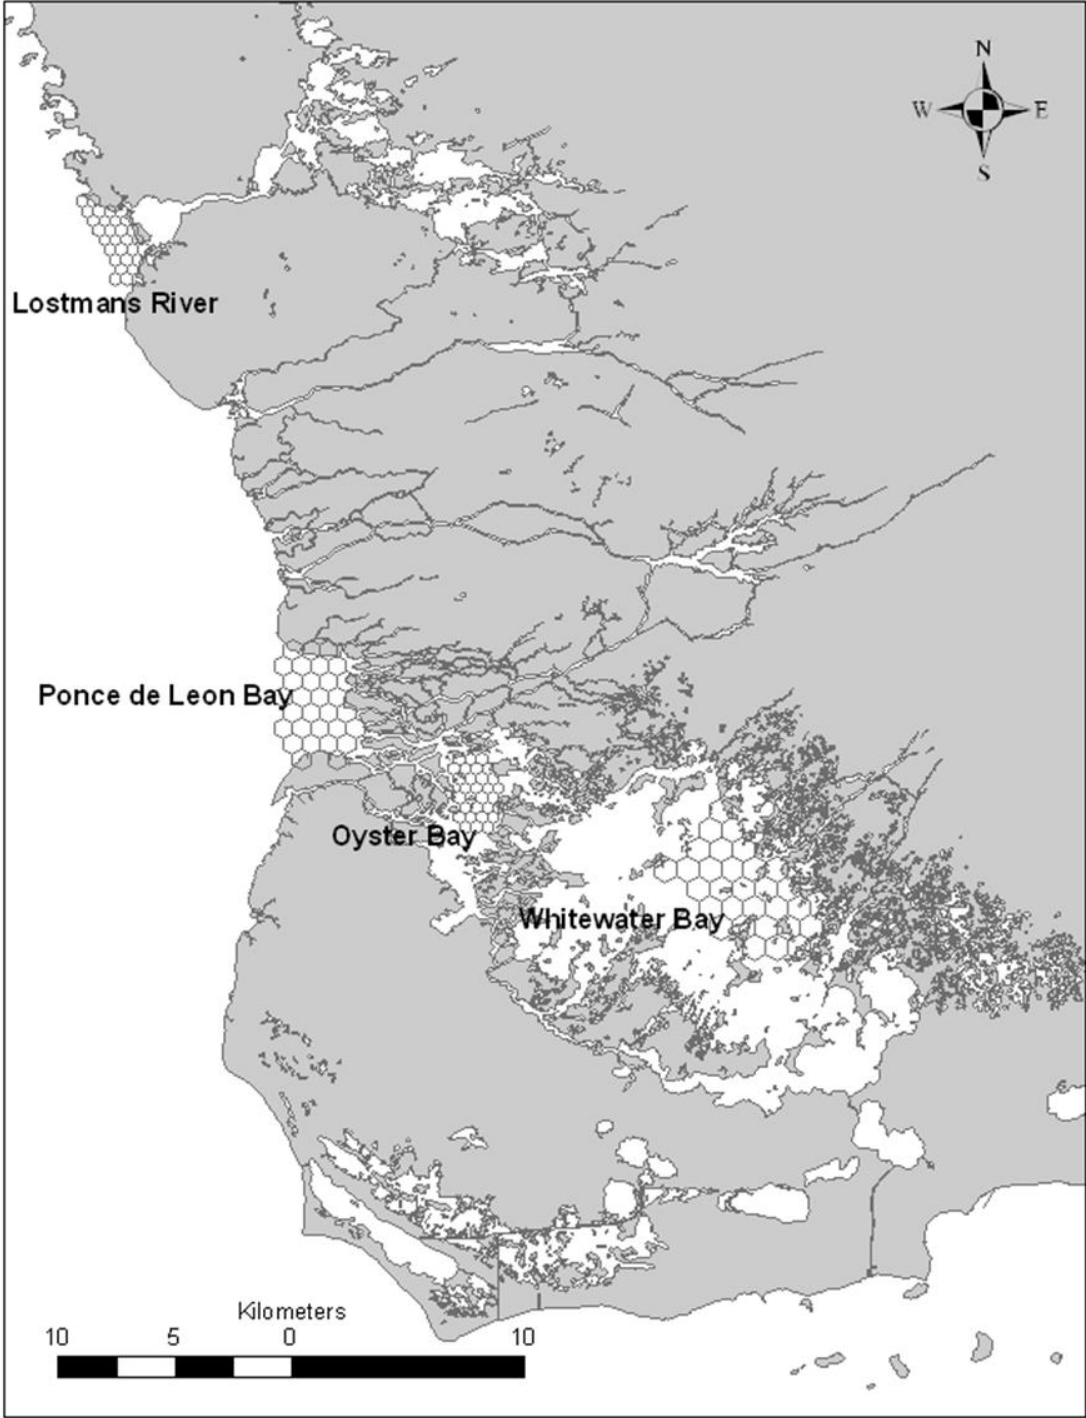 N
W E
S
Lostmans River
Ponce de Leon Bay
Oyster Bay
Whitewater Bay
Kilometers
10 5 0 10